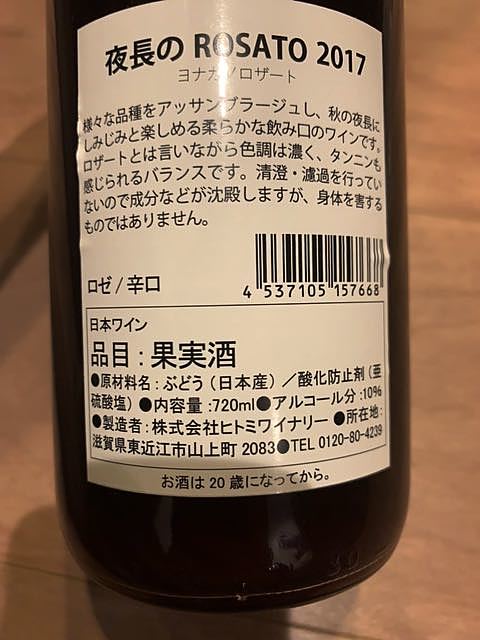 夜長の ROSATO 2017
ヨナガノロザート
様々な品種をアッサンブラージュし、秋の夜長に
しみじみと楽しめる柔らかな飲み口のワインです。
ロザートとは言いながら色調は濃く、タンニンも
感じられるバランスです。清澄・濾過を行ってい
ないので成分などが沈殿しますが、身体を害する
ものではありません。
ロゼ / 辛口
4 537105 157668
日本ワイン
品目 : 果実酒
●原材料名 : ぶどう (日本産) ／酸化防止剤 (亜
硫酸塩) ●内容量 :720ml●アルコール分 :10%
●製造者 : 株式会社ヒトミワイナリー ●所在地 :
滋賀県東近江市山上町 2083●TEL 0120-80-4239
お酒は 20 歳になってから。